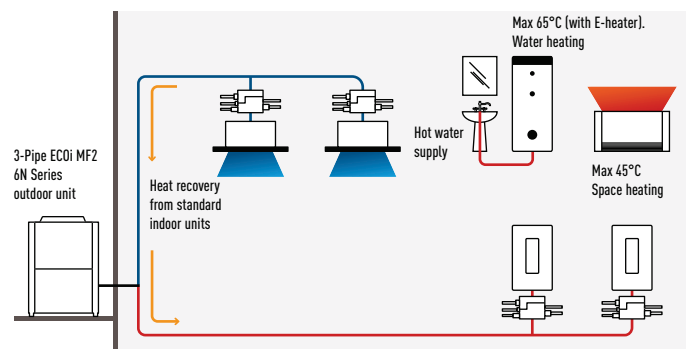 Max 65°C (with E-heater).
Water heating
Hot water
supply
Max 45°C
Space heating
3-Pipe ECOi MF2
6N Series
outdoor unit
Heat recovery
from standard
indoor units